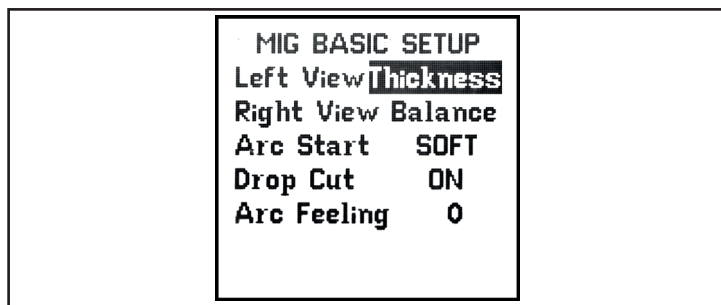 MIG BASIC SETUP
Left View Thickness
Right View Balance
Arc Start SOFT
Drop Cut ON
Arc Feeling 0